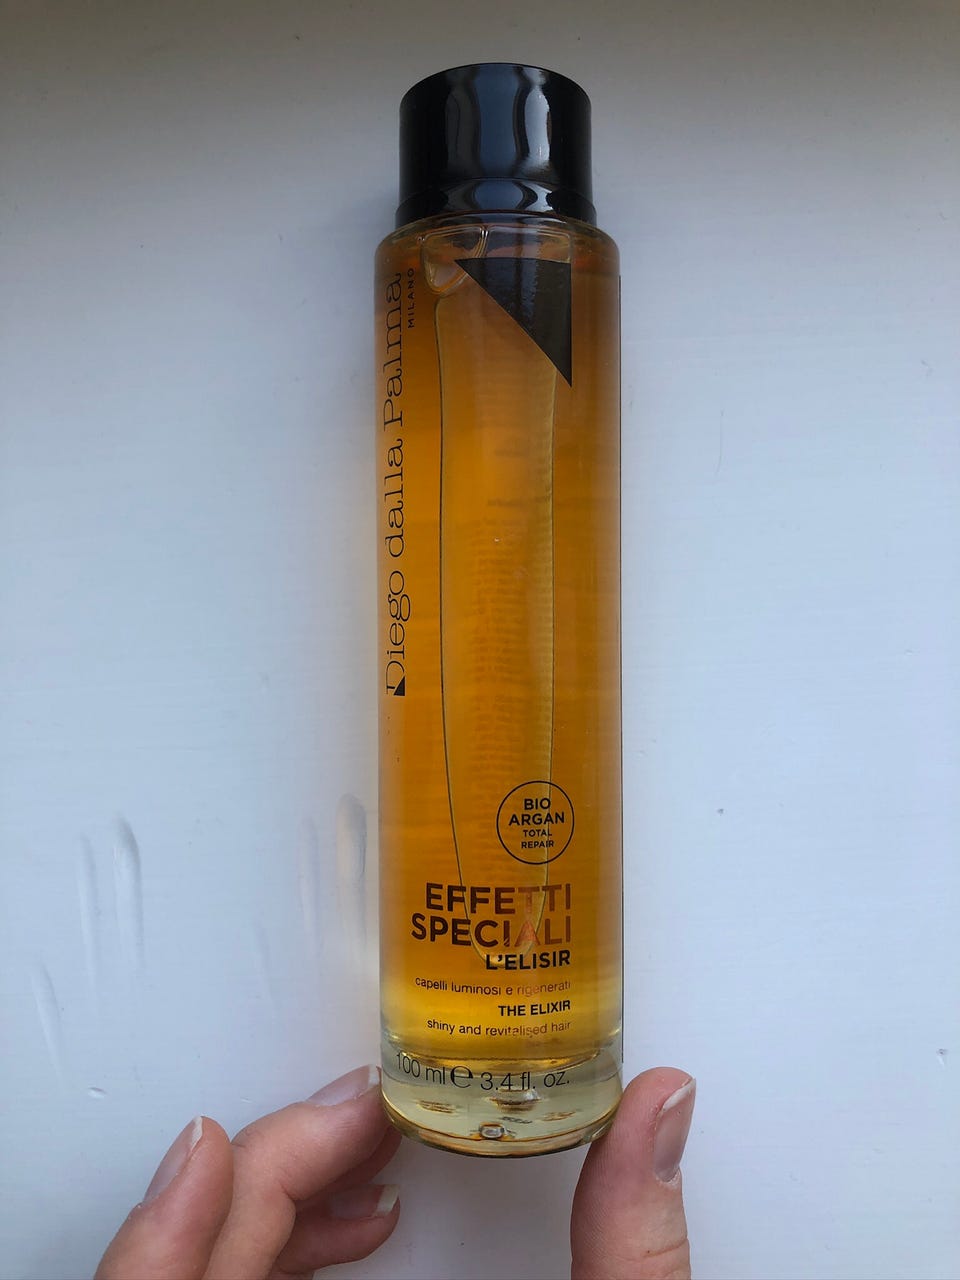 Diego dalla Palma
MILANO
BIO
ARGAN
TOTAL
REPAIR
EFFETTI
SPECIALI
L'ELISIR
capelli luminosi e rigenerati
THE ELIXIR
shiny and revitalised hair
100 ml ℮ 3.4 fl. oz.